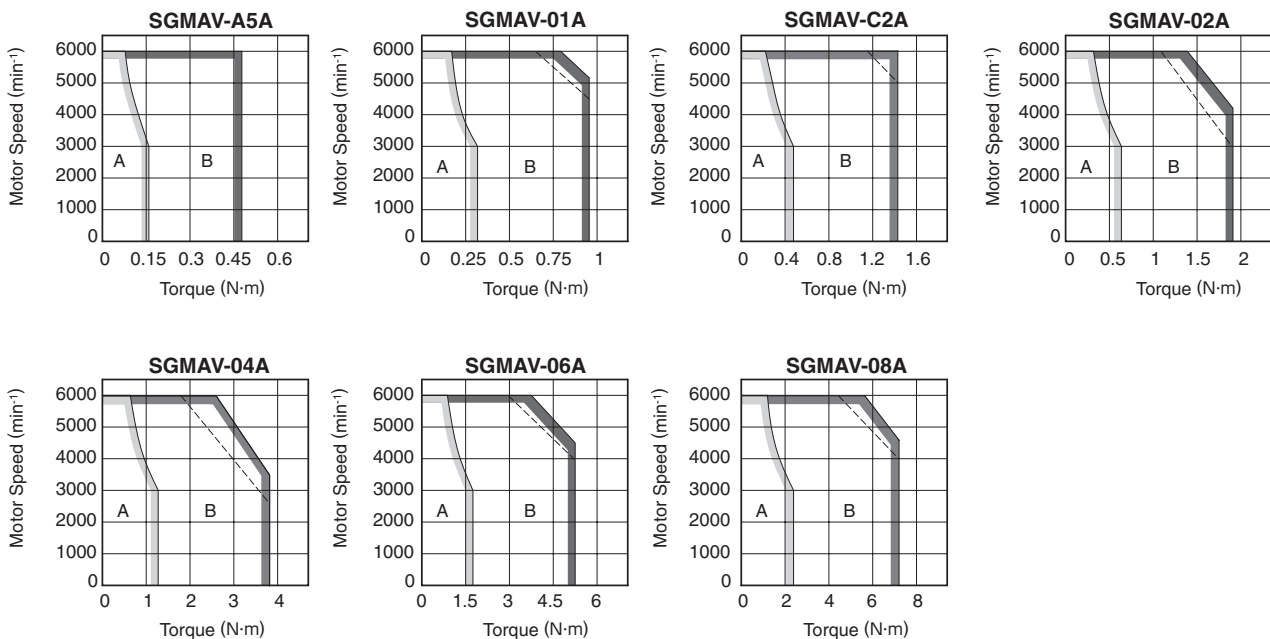 SGMAV-A5A
Motor Speed (min⁻¹)
6000
5000
4000
3000
2000
1000
0
A
B
0 0.15 0.3 0.45 0.6
Torque (N·m)
SGMAV-01A
Motor Speed (min⁻¹)
6000
5000
4000
3000
2000
1000
0
A
B
0 0.25 0.5 0.75 1
Torque (N·m)
SGMAV-C2A
Motor Speed (min⁻¹)
6000
5000
4000
3000
2000
1000
0
A
B
0 0.4 0.8 1.2 1.6
Torque (N·m)
SGMAV-02A
Motor Speed (min⁻¹)
6000
5000
4000
3000
2000
1000
0
A
B
0 0.5 1 1.5 2
Torque (N·m)
SGMAV-04A
Motor Speed (min⁻¹)
6000
5000
4000
3000
2000
1000
0
A
B
0 1 2 3 4
Torque (N·m)
SGMAV-06A
Motor Speed (min⁻¹)
6000
5000
4000
3000
2000
1000
0
A
B
0 1.5 3 4.5 6
Torque (N·m)
SGMAV-08A
Motor Speed (min⁻¹)
6000
5000
4000
3000
2000
1000
0
A
B
0 2 4 6 8
Torque (N·m)